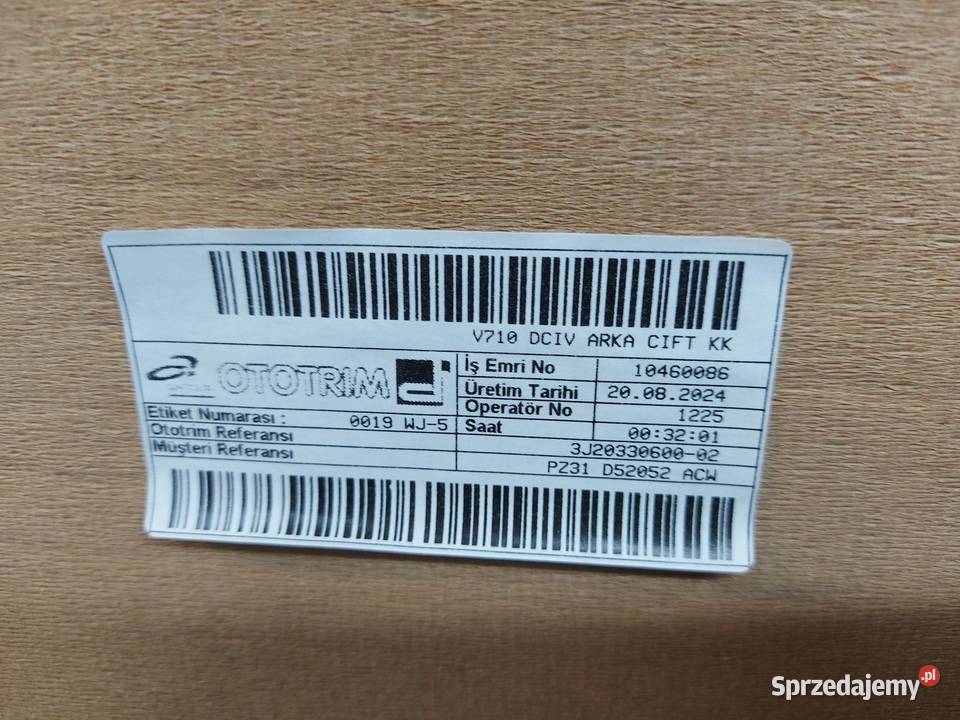 V710 DCIV ARKA CIFT KK
OTOTRIM
İş Emri No 10460086
Üretim Tarihi 20.08.2024
Operatör No 1225
Etiket Numarası : 0019 WJ-5
Saat 00:32:01
Ototrim Referansı 3J20330600-02
Müşteri Referansı PZ31 D52052 ACW
Sprzedajemy.pl